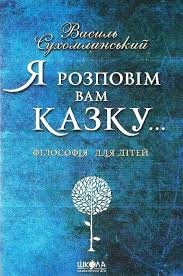 Василь
Сухомлинський
Я РОЗПОВІМ
ВАМ
КАЗКУ...
ФІЛОСОФІЯ ДЛЯ ДІТЕЙ
ШКОЛА